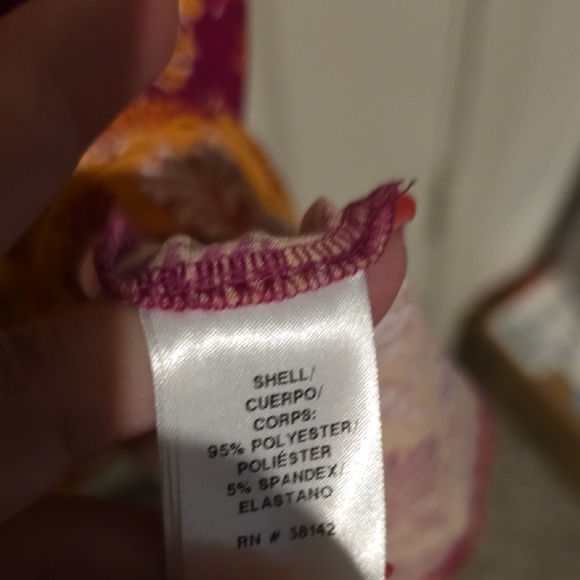 SHELL/
CUERPO/
CORPS:
95% POLYESTER/
POLIÉSTER
5% SPANDEX/
ELASTANO
RN # 58142